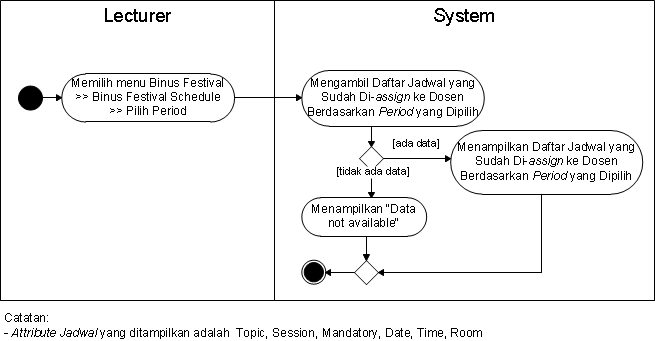 Lecturer
System
Memilih menu Binus Festival
>> Binus Festival Schedule
>> Pilih Period
Mengambil Daftar Jadwal yang
Sudah Di-assign ke Dosen
Berdasarkan Period yang Dipilih
[ada data]
[tidak ada data]
Menampilkan Daftar Jadwal yang
Sudah Di-assign ke Dosen
Berdasarkan Period yang Dipilih
Menampilkan "Data
not available"
Catatan:
- Attribute Jadwal yang ditampilkan adalah Topic, Session, Mandatory, Date, Time, Room